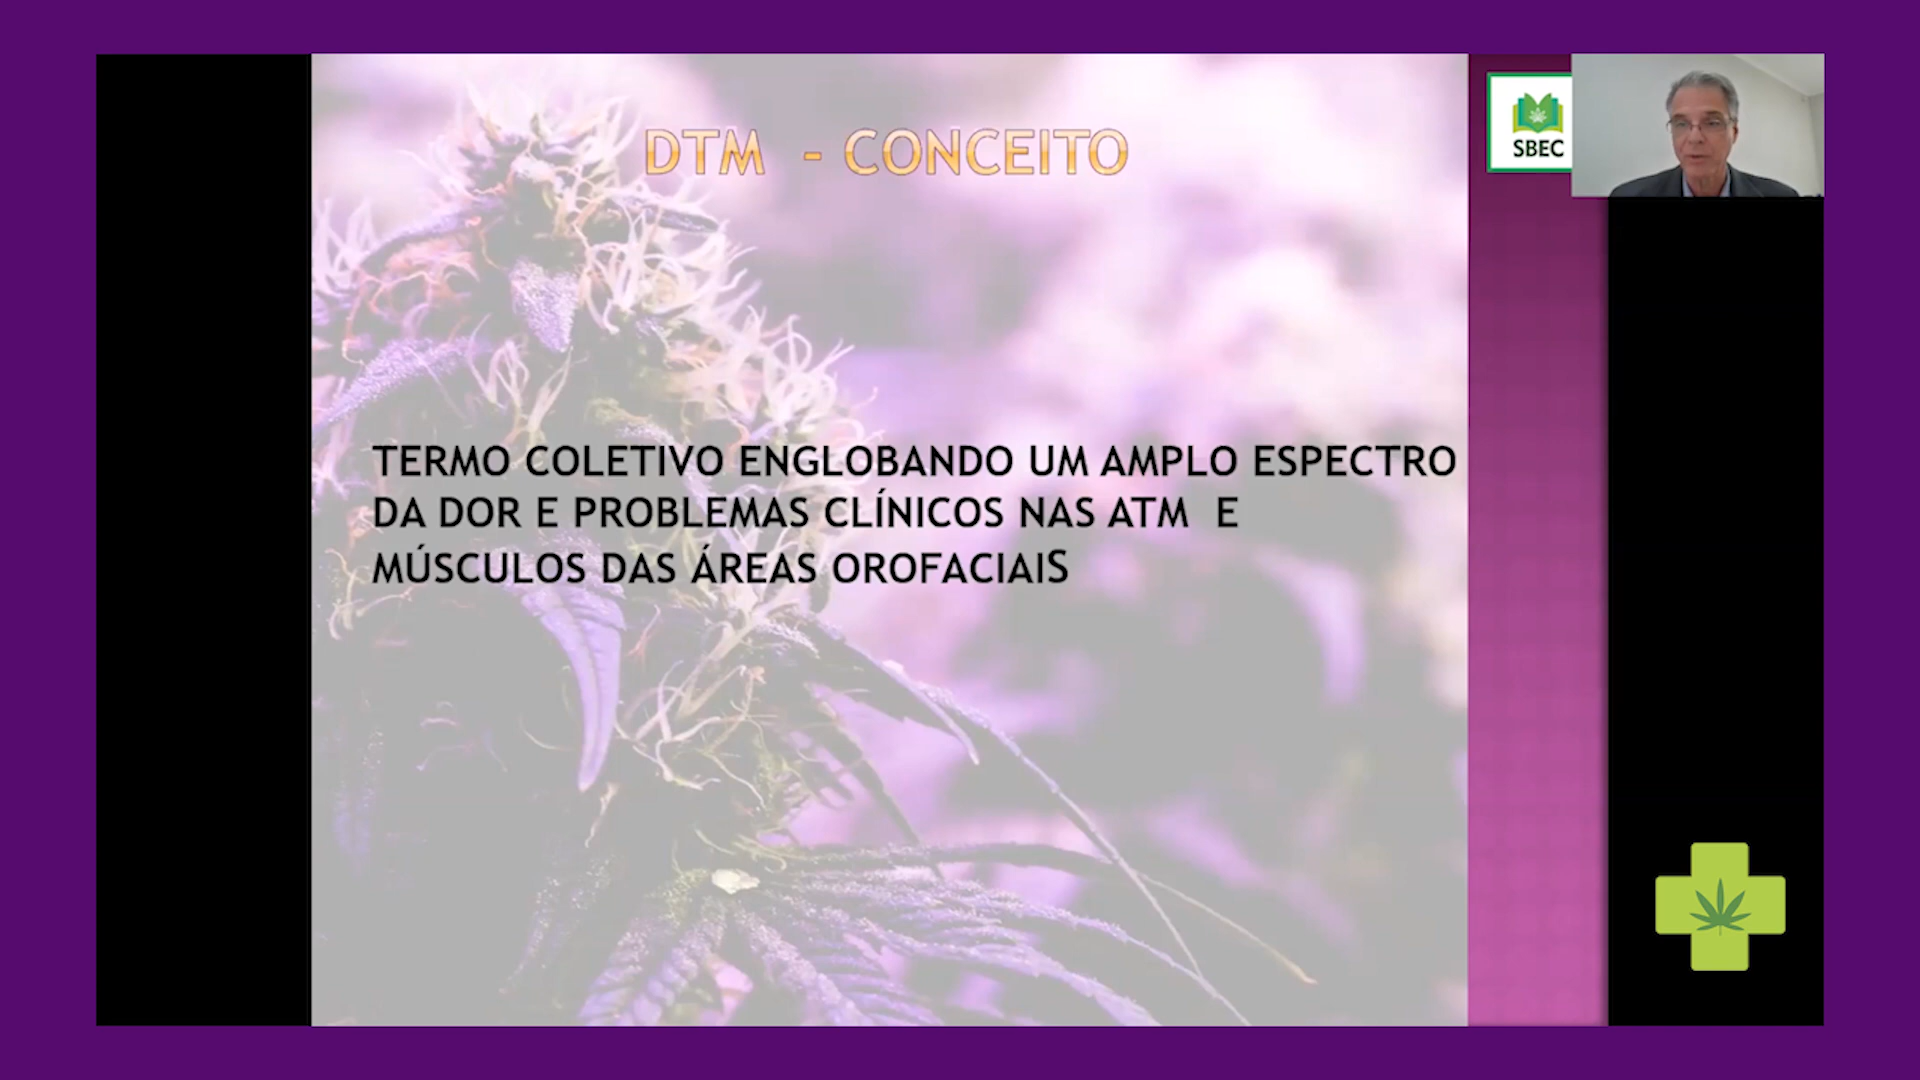 DTM - CONCEITO
SBEC
TERMO COLETIVO ENGLOBANDO UM AMPLO ESPECTRO
DA DOR E PROBLEMAS CLÍNICOS NAS ATM E
MÚSCULOS DAS ÁREAS OROFACIAIS